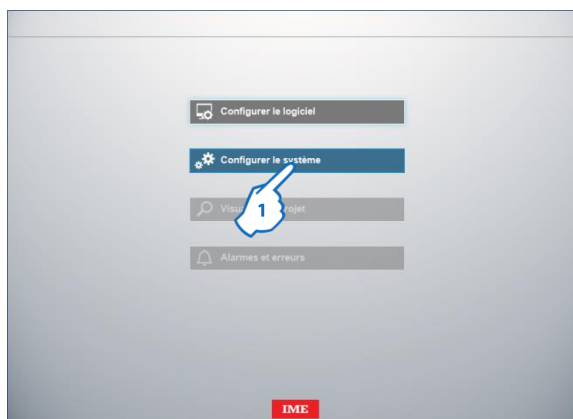 Configurer le logiciel
Configurer le système
1
Alarmes et erreurs
IME